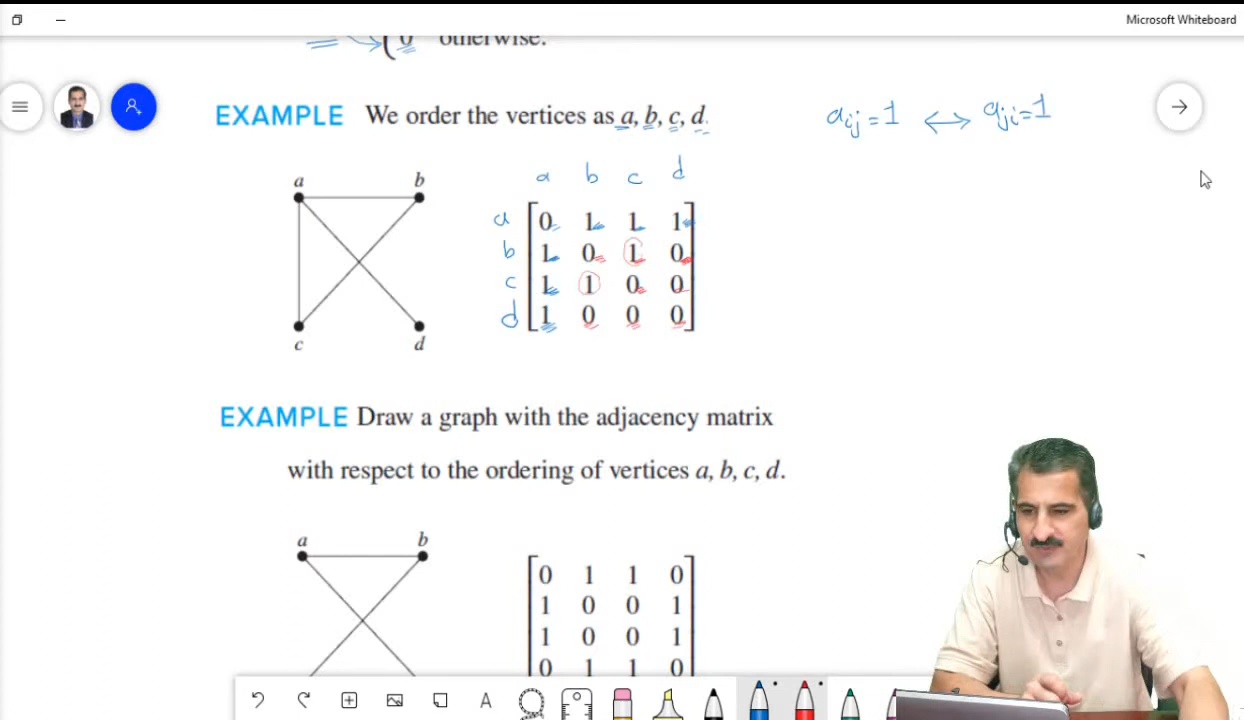 Microsoft Whiteboard
0 otherwise.
EXAMPLE We order the vertices as a, b, c, d.
aij=1 ↔ aji=1
a b
c d
a b c d
a 0 1 1 1
b 1 0 1 0
c 1 1 0 0
d 1 0 0 0
EXAMPLE Draw a graph with the adjacency matrix
with respect to the ordering of vertices a, b, c, d.
a b
0 1 1 0
1 0 0 1
1 0 0 1
0 1 1 0
A